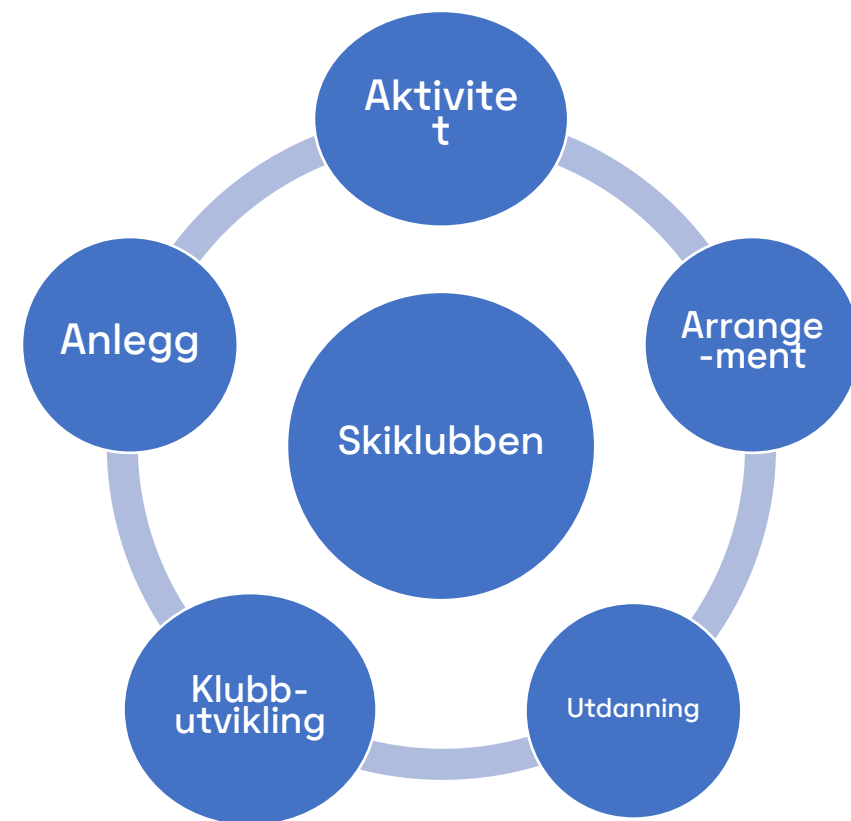 Aktivite
t
Anlegg
Arrange
-ment
Skiklubben
Klubb-
utvikling
Utdanning